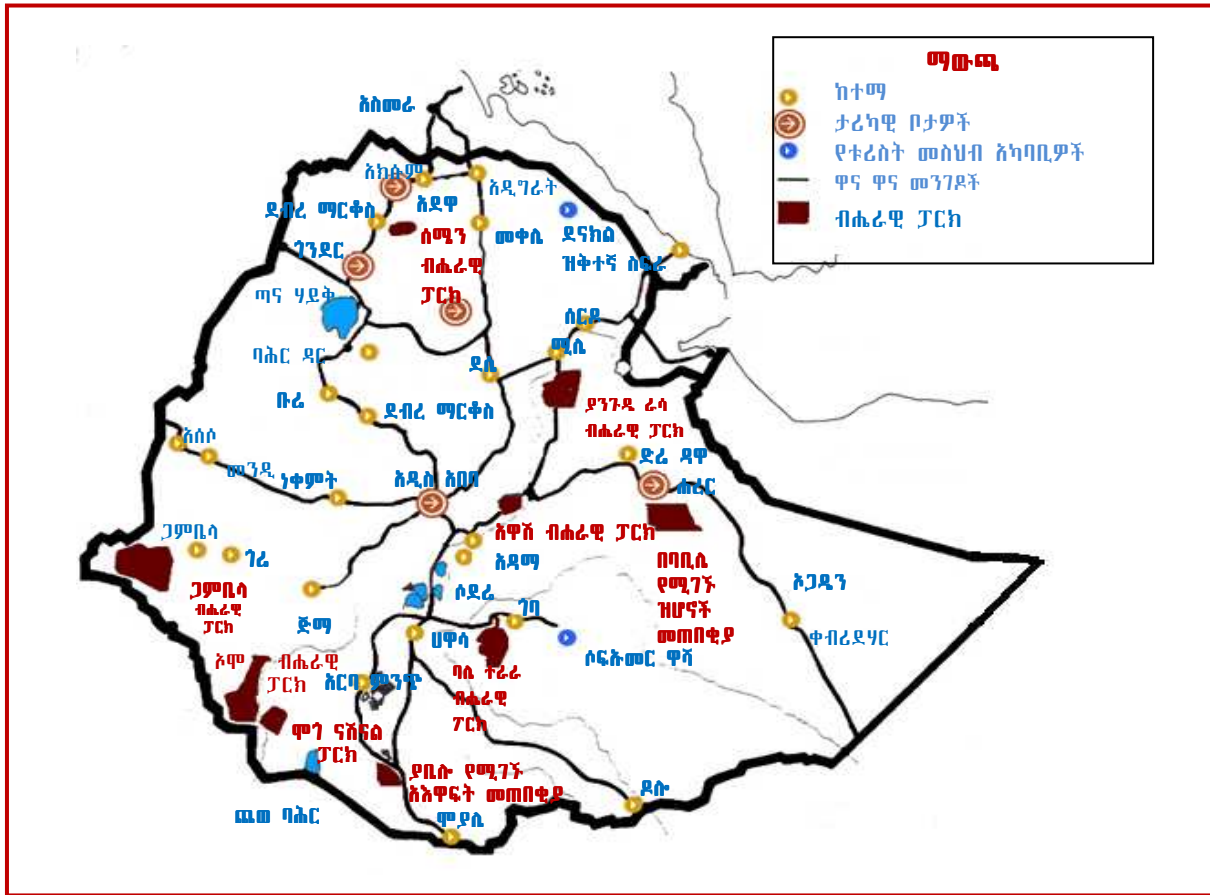 ማውጫ
ከተማ
ታሪካዊ ቦታዎች
የቱሪስት መስህብ አካባቢዎች
ዋና ዋና መንገዶች
ብሔራዊ ፓርክ
አስመራ
አክሱም
አደዋ
አዲግራት
ደብረ ማርቆስ
ሰሜን
ብሔራዊ
ፓርክ
መቀሌ
ደናክል
ዝቅተኛ ስፍራ
ጎንደር
ጣና ሃይቅ
ሰርዶ
ሚሌ
ባሕር ዳር
ደሴ
ቡሬ
ደብረ ማርቆስ
ያንጉዴ ራሳ
ብሔራዊ ፓርክ
አሰሶ
መንዲ
ነቀምት
አዲስ አበባ
ድሬ ዳዋ
ሐረር
ጋምቤላ
ጎሬ
ጋምቤላ
ብሔራዊ
ፓርክ
አዋሽ ብሔራዊ ፓርክ
አዳማ
ሶደሬ
በባቢሌ
የሚገኙ
ዝሆኖች
መጠበቂያ
ኦጋዴን
ቀብሪደሃር
ጅማ
ሀዋሳ
ጎባ
ሶፍኡመር ዋሻ
ኦሞ ብሔራዊ
ፓርክ
አርባ ምንጭ
ባሌ ተራራ
ብሔራዊ
ፓርክ
ሞጎ ናሽናል
ፓርክ
ያቤሎ የሚገኙ
አእዋፍት መጠበቂያ
ዶሎ
ጨው ባሕር
ሞያሌ